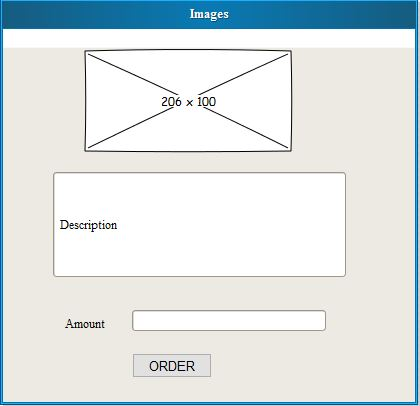 Images
206 x 100
Description
Amount
ORDER